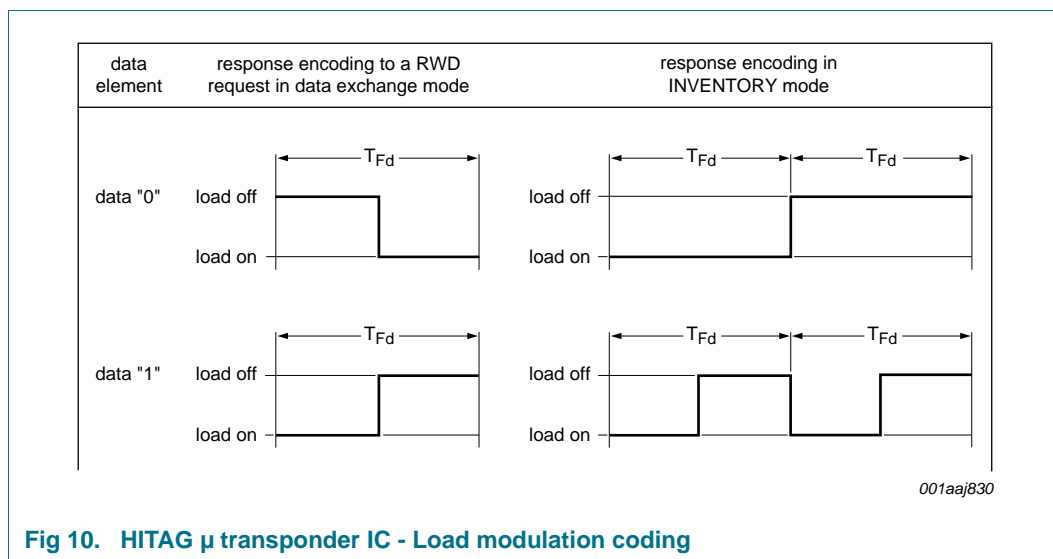 data element
response encoding to a RWD request in data exchange mode
response encoding in INVENTORY mode
TFd
TFd
TFd
data "0"
load off
load off
load on
load on
TFd
TFd
TFd
data "1"
load off
load off
load on
load on
001aaj830
Fig 10. HITAG µ transponder IC - Load modulation coding